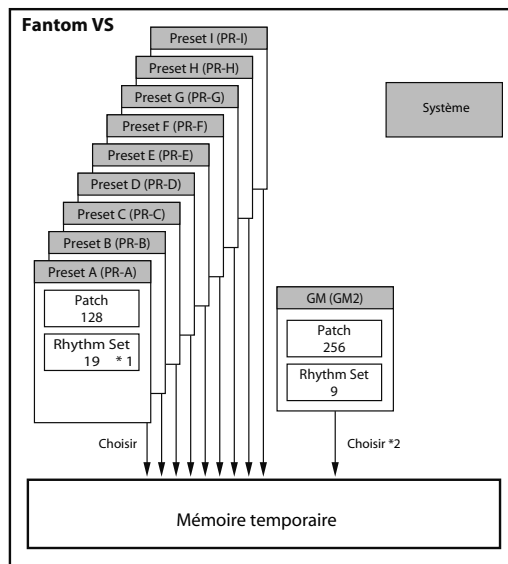 Fantom VS
Preset I (PR-I)
Preset H (PR-H)
Preset G (PR-G)
Preset F (PR-F)
Preset E (PR-E)
Preset D (PR-D)
Preset C (PR-C)
Preset B (PR-B)
Preset A (PR-A)
Patch
128
Rhythm Set
19 * 1
Système
GM (GM2)
Patch
256
Rhythm Set
9
Choisir
Choisir *2
Mémoire temporaire